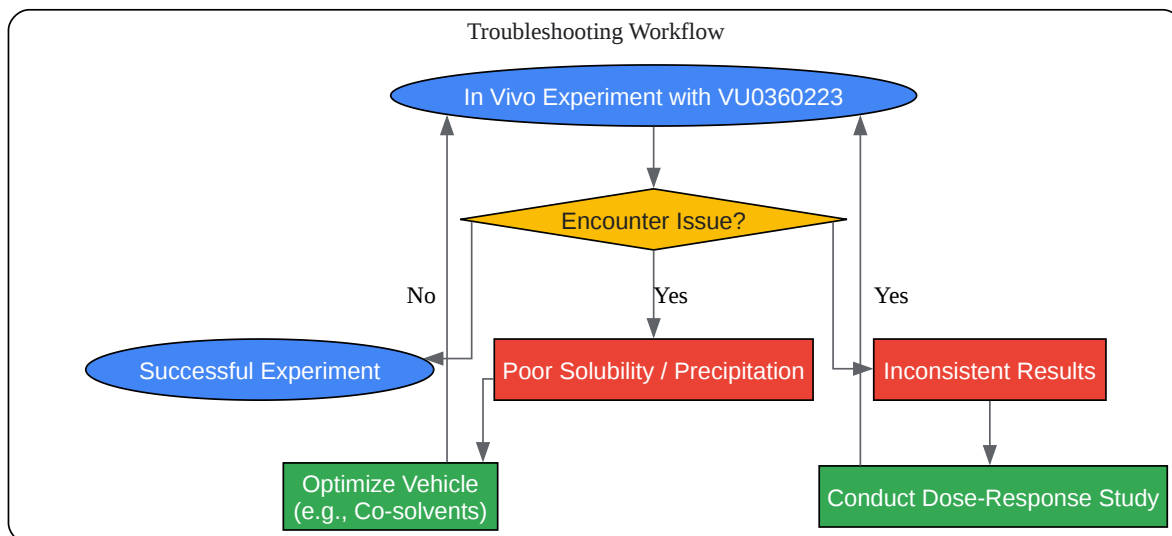 Troubleshooting Workflow
In Vivo Experiment with VU0360223
Encounter Issue?
No
Yes
Yes
Successful Experiment
Poor Solubility / Precipitation
Inconsistent Results
Optimize Vehicle
(e.g., Co-solvents)
Conduct Dose-Response Study